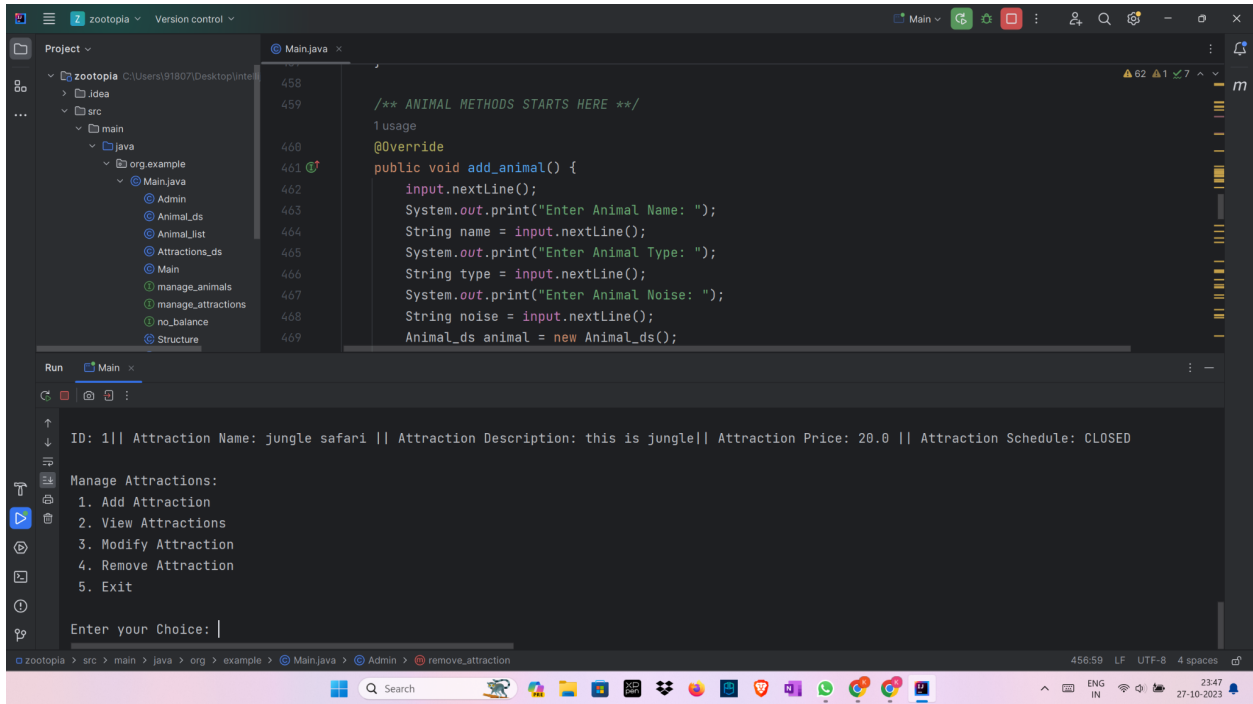 Z zootopia Version control Main
Project
Main.java
zootopia C:\Users\91807\Desktop\intelli
.idea
src
main
java
org.example
Main.java
Admin
Animal_ds
Animal_list
Attractions_ds
Main
manage_animals
manage_attractions
no_balance
Structure
62 1 7
m
458
459 /** ANIMAL METHODS STARTS HERE **/
1 usage
460 @Override
461 public void add_animal() {
462 input.nextLine();
463 System.out.print("Enter Animal Name: ");
464 String name = input.nextLine();
465 System.out.print("Enter Animal Type: ");
466 String type = input.nextLine();
467 System.out.print("Enter Animal Noise: ");
468 String noise = input.nextLine();
469 Animal_ds animal = new Animal_ds();
Run Main
ID: 1|| Attraction Name: jungle safari || Attraction Description: this is jungle|| Attraction Price: 20.0 || Attraction Schedule: CLOSED
Manage Attractions:
1. Add Attraction
2. View Attractions
3. Modify Attraction
4. Remove Attraction
5. Exit
Enter your Choice:
zootopia > src > main > java > org > example > Main.java > Admin > remove_attraction 456:59 LF UTF-8 4 spaces
Search
ENG
IN
23:47
27-10-2023